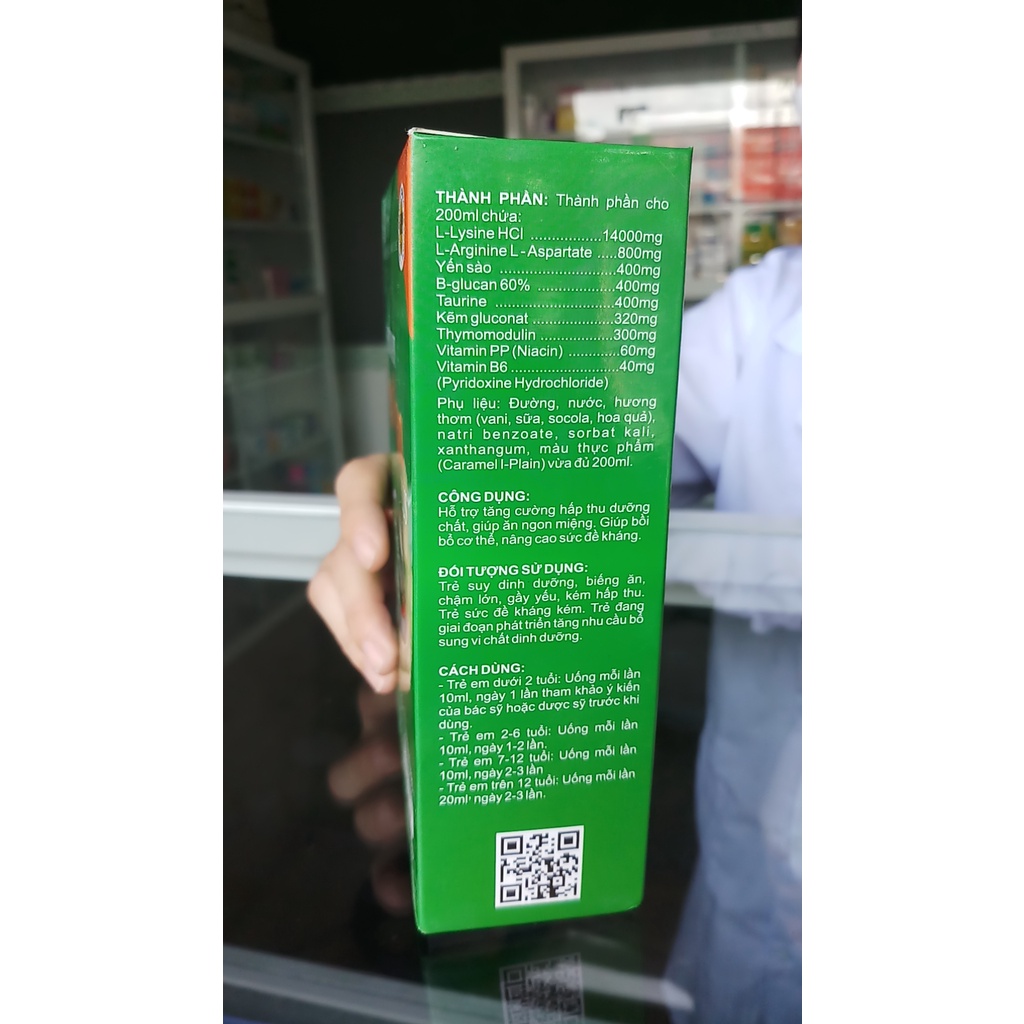 THÀNH PHẦN: Thành phần cho
200ml chứa:
L-Lysine HCl .................14000mg
L-Arginine L-Aspartate .....800mg
Yến sào ............................400mg
B-glucan 60% ...................400mg
Taurine ...................................400mg
Kẽm gluconat ....................320mg
Thymomodulin ..................300mg
Vitamin PP (Niacin) .............60mg
Vitamin B6 ...........................40mg
(Pyridoxine Hydrochloride)
Phụ liệu: Đường, nước, hương
thơm (vani, sữa, socola, hoa quả),
natri benzoate, sorbat kali,
xanthangum, màu thực phẩm
(Caramel I-Plain) vừa đủ 200ml.
CÔNG DỤNG:
Hỗ trợ tăng cường hấp thu dưỡng
chất, giúp ăn ngon miệng. Giúp bồi
bổ cơ thể, nâng cao sức đề kháng.
ĐỐI TƯỢNG SỬ DỤNG:
Trẻ suy dinh dưỡng, biếng ăn,
chậm lớn, gầy yếu, kém hấp thu.
Trẻ sức đề kháng kém. Trẻ đang
giai đoạn phát triển tăng nhu cầu bổ
sung vi chất dinh dưỡng.
CÁCH DÙNG:
- Trẻ em dưới 2 tuổi: Uống mỗi lần
10ml, ngày 1 lần tham khảo ý kiến
của bác sỹ hoặc dược sỹ trước khi
dùng.
- Trẻ em 2-6 tuổi: Uống mỗi lần
10ml, ngày 1-2 lần.
- Trẻ em 7-12 tuổi: Uống mỗi lần
10ml, ngày 2-3 lần
- Trẻ em trên 12 tuổi: Uống mỗi lần
20ml, ngày 2-3 lần.